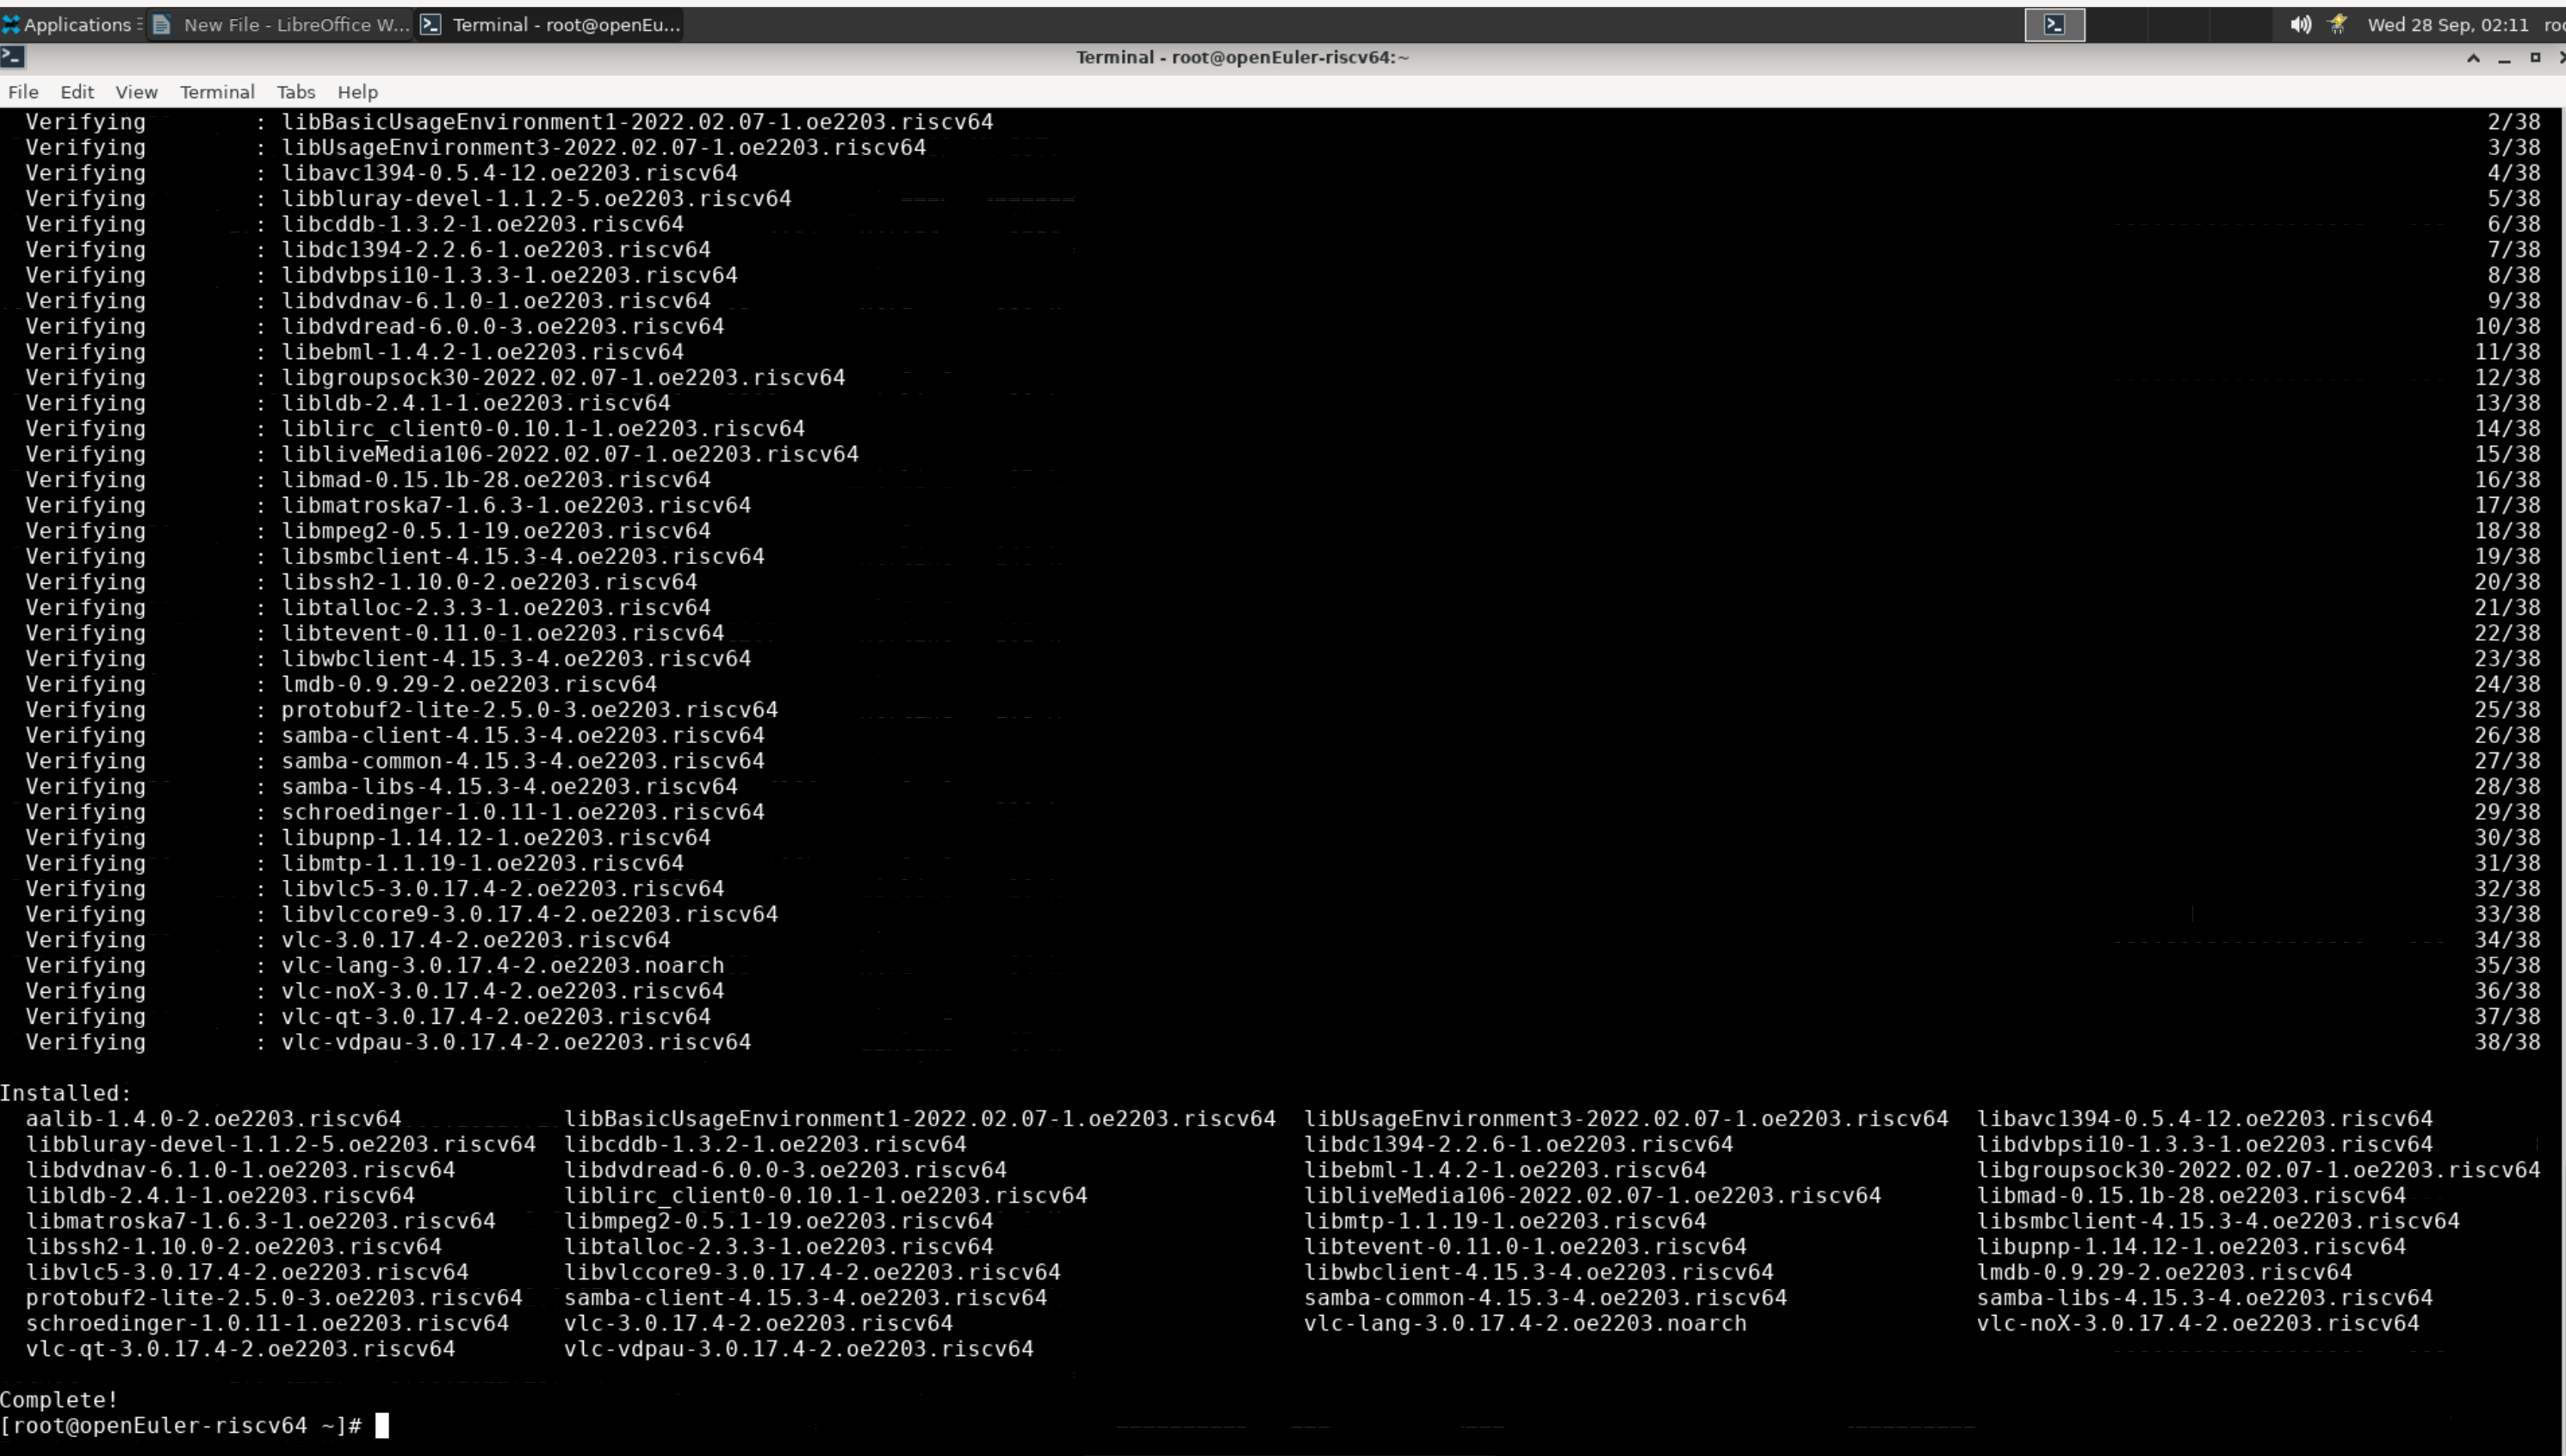 Applications New File - LibreOffice W... Terminal - root@openEu... Wed 28 Sep, 02:11
Terminal - root@openEuler-riscv64:~
File Edit View Terminal Tabs Help
Verifying : libBasicUsageEnvironment1-2022.02.07-1.oe2203.riscv64 2/38
Verifying : libUsageEnvironment3-2022.02.07-1.oe2203.riscv64 3/38
Verifying : libavc1394-0.5.4-12.oe2203.riscv64 4/38
Verifying : libbluray-devel-1.1.2-5.oe2203.riscv64 5/38
Verifying : libcddb-1.3.2-1.oe2203.riscv64 6/38
Verifying : libdc1394-2.2.6-1.oe2203.riscv64 7/38
Verifying : libdvbpsi10-1.3.3-1.oe2203.riscv64 8/38
Verifying : libdvdnav-6.1.0-1.oe2203.riscv64 9/38
Verifying : libdvdread-6.0.0-3.oe2203.riscv64 10/38
Verifying : libebml-1.4.2-1.oe2203.riscv64 11/38
Verifying : libgroupsock30-2022.02.07-1.oe2203.riscv64 12/38
Verifying : libldb-2.4.1-1.oe2203.riscv64 13/38
Verifying : liblirc_client0-0.10.1-1.oe2203.riscv64 14/38
Verifying : libliveMedia106-2022.02.07-1.oe2203.riscv64 15/38
Verifying : libmad-0.15.1b-28.oe2203.riscv64 16/38
Verifying : libmatroska7-1.6.3-1.oe2203.riscv64 17/38
Verifying : libmpeg2-0.5.1-19.oe2203.riscv64 18/38
Verifying : libsmbclient-4.15.3-4.oe2203.riscv64 19/38
Verifying : libssh2-1.10.0-2.oe2203.riscv64 20/38
Verifying : libtalloc-2.3.3-1.oe2203.riscv64 21/38
Verifying : libtevent-0.11.0-1.oe2203.riscv64 22/38
Verifying : libwbclient-4.15.3-4.oe2203.riscv64 23/38
Verifying : lmdb-0.9.29-2.oe2203.riscv64 24/38
Verifying : protobuf2-lite-2.5.0-3.oe2203.riscv64 25/38
Verifying : samba-client-4.15.3-4.oe2203.riscv64 26/38
Verifying : samba-common-4.15.3-4.oe2203.riscv64 27/38
Verifying : samba-libs-4.15.3-4.oe2203.riscv64 28/38
Verifying : schroedinger-1.0.11-1.oe2203.riscv64 29/38
Verifying : libupnp-1.14.12-1.oe2203.riscv64 30/38
Verifying : libmtp-1.1.19-1.oe2203.riscv64 31/38
Verifying : libvlc5-3.0.17.4-2.oe2203.riscv64 32/38
Verifying : libvlccore9-3.0.17.4-2.oe2203.riscv64 33/38
Verifying : vlc-3.0.17.4-2.oe2203.riscv64 34/38
Verifying : vlc-lang-3.0.17.4-2.oe2203.noarch 35/38
Verifying : vlc-noX-3.0.17.4-2.oe2203.riscv64 36/38
Verifying : vlc-qt-3.0.17.4-2.oe2203.riscv64 37/38
Verifying : vlc-vdpau-3.0.17.4-2.oe2203.riscv64 38/38
Installed:
aalib-1.4.0-2.oe2203.riscv64 libBasicUsageEnvironment1-2022.02.07-1.oe2203.riscv64 libUsageEnvironment3-2022.02.07-1.oe2203.riscv64 libavc1394-0.5.4-12.oe2203.riscv64
libbluray-devel-1.1.2-5.oe2203.riscv64 libcddb-1.3.2-1.oe2203.riscv64 libdc1394-2.2.6-1.oe2203.riscv64 libdvbpsi10-1.3.3-1.oe2203.riscv64
libdvdnav-6.1.0-1.oe2203.riscv64 libdvdread-6.0.0-3.oe2203.riscv64 libebml-1.4.2-1.oe2203.riscv64 libgroupsock30-2022.02.07-1.oe2203.riscv64
libldb-2.4.1-1.oe2203.riscv64 liblirc_client0-0.10.1-1.oe2203.riscv64 libliveMedia106-2022.02.07-1.oe2203.riscv64 libmad-0.15.1b-28.oe2203.riscv64
libmatroska7-1.6.3-1.oe2203.riscv64 libmpeg2-0.5.1-19.oe2203.riscv64 libmtp-1.1.19-1.oe2203.riscv64 libsmbclient-4.15.3-4.oe2203.riscv64
libssh2-1.10.0-2.oe2203.riscv64 libtalloc-2.3.3-1.oe2203.riscv64 libtevent-0.11.0-1.oe2203.riscv64 libupnp-1.14.12-1.oe2203.riscv64
libvlc5-3.0.17.4-2.oe2203.riscv64 libvlccore9-3.0.17.4-2.oe2203.riscv64 libwbclient-4.15.3-4.oe2203.riscv64 lmdb-0.9.29-2.oe2203.riscv64
protobuf2-lite-2.5.0-3.oe2203.riscv64 samba-client-4.15.3-4.oe2203.riscv64 samba-common-4.15.3-4.oe2203.riscv64 samba-libs-4.15.3-4.oe2203.riscv64
schroedinger-1.0.11-1.oe2203.riscv64 vlc-3.0.17.4-2.oe2203.riscv64 vlc-lang-3.0.17.4-2.oe2203.noarch vlc-noX-3.0.17.4-2.oe2203.riscv64
vlc-qt-3.0.17.4-2.oe2203.riscv64 vlc-vdpau-3.0.17.4-2.oe2203.riscv64
Complete!
[root@openEuler-riscv64 ~]#